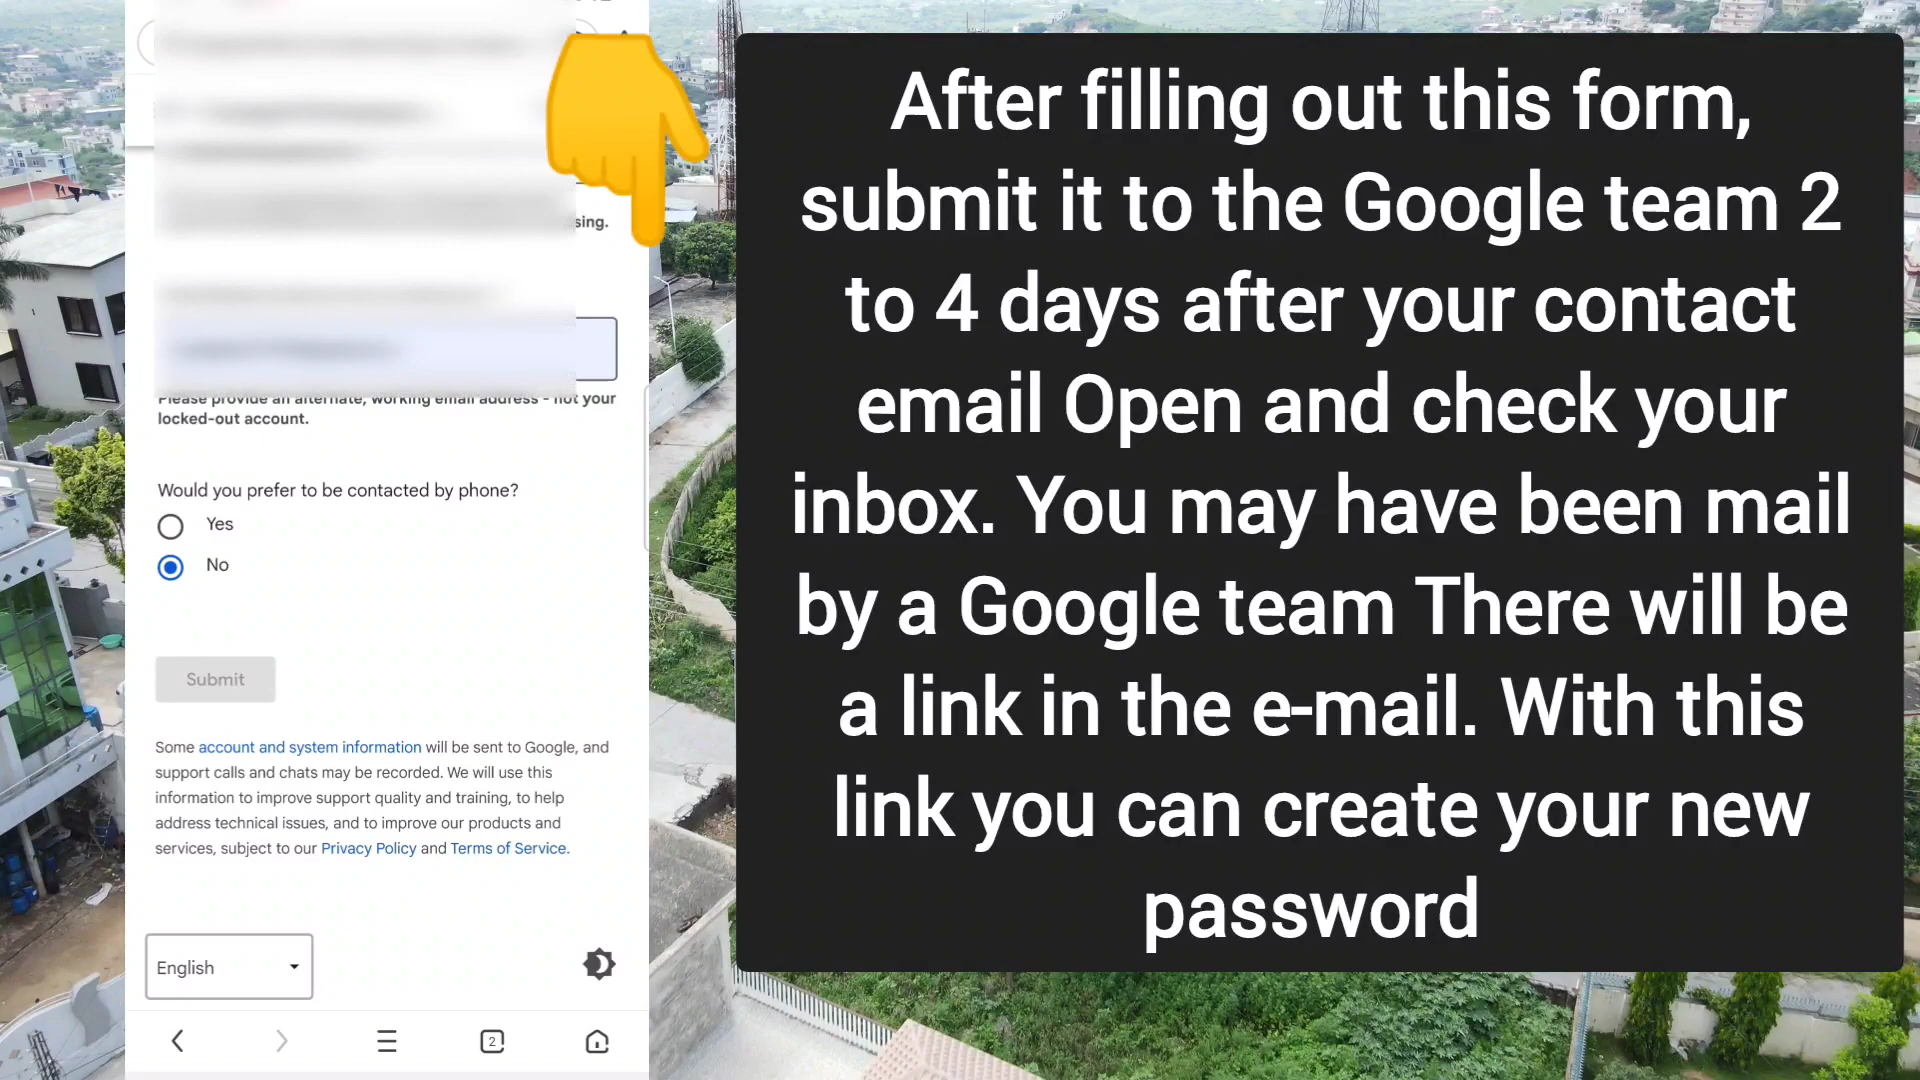 sing.
Please provide an alternate, working email address - not your
locked-out account.
Would you prefer to be contacted by phone?
Yes
No
Submit
Some account and system information will be sent to Google, and
support calls and chats may be recorded. We will use this
information to improve support quality and training, to help
address technical issues, and to improve our products and
services, subject to our Privacy Policy and Terms of Service.
English
2
After filling out this form,
submit it to the Google team 2
to 4 days after your contact
email Open and check your
inbox. You may have been mail
by a Google team There will be
a link in the e-mail. With this
link you can create your new
password